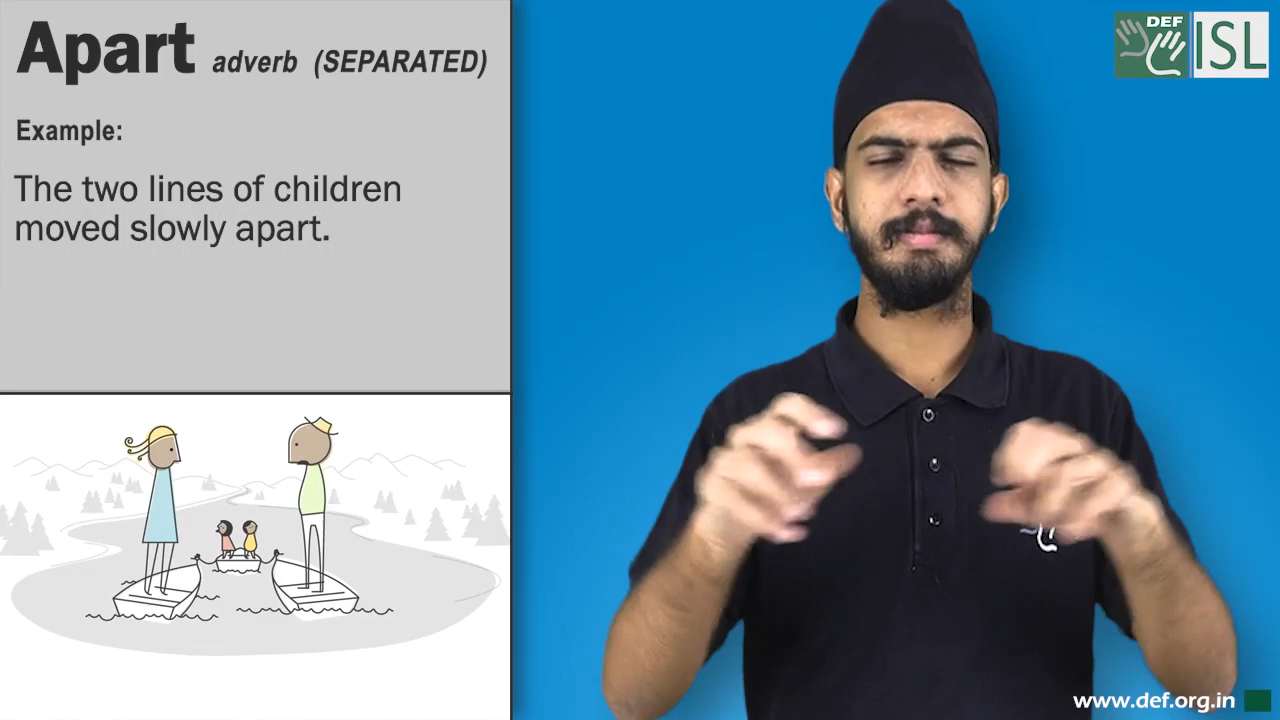 Apart adverb (SEPARATED)
Example:
The two lines of children
moved slowly apart.
DEF
ISL
www.def.org.in